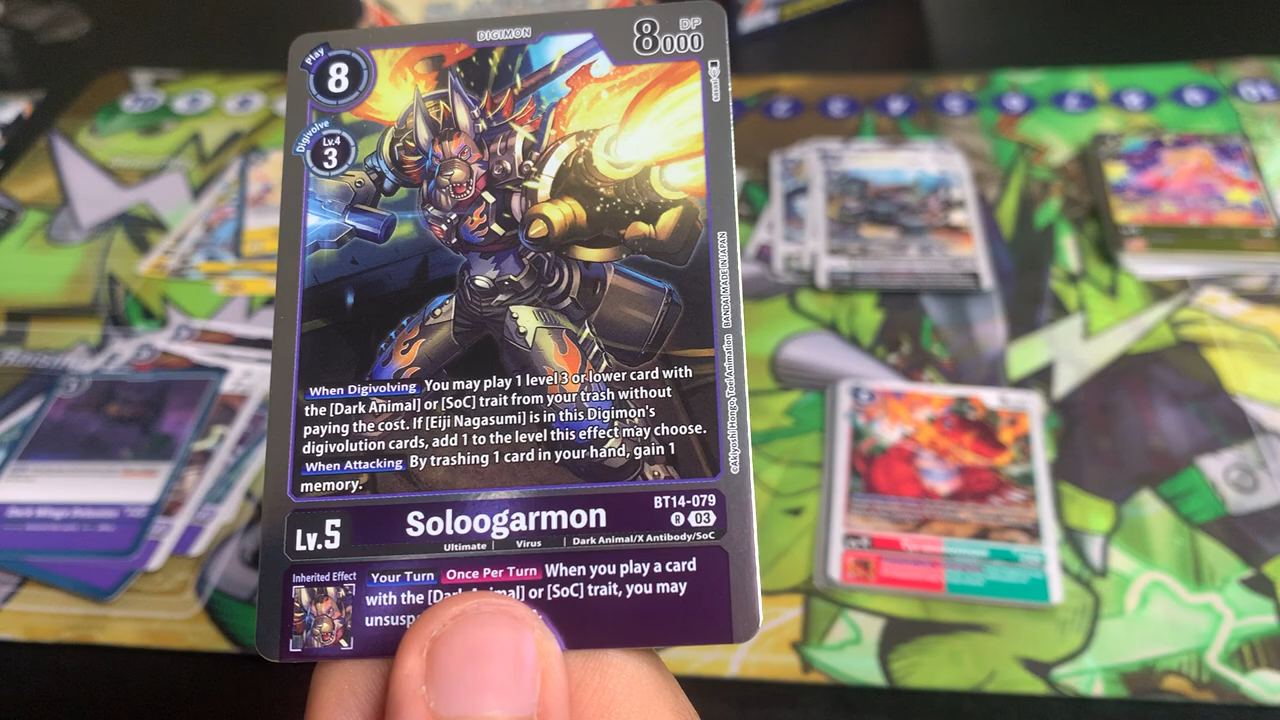 DIGIMON
Play
8
DP
8000
Digivolve
Lv.4
3
sasasi
When Digivolving You may play 1 level 3 or lower card with
the [Dark Animal] or [SoC] trait from your trash without
paying the cost. If [Eiji Nagasumi] is in this Digimon's
digivolution cards, add 1 to the level this effect may choose.
When Attacking By trashing 1 card in your hand, gain 1
memory.
©Akiyoshi Hongo, Toei Animation BANDAI MADE IN JAPAN
BT14-079
Lv.5
Soloogarmon
R 03
Ultimate | Virus | Dark Animal/X Antibody/SoC
Inherited Effect
Your Turn Once Per Turn When you play a card
with the [Dark Animal] or [SoC] trait, you may